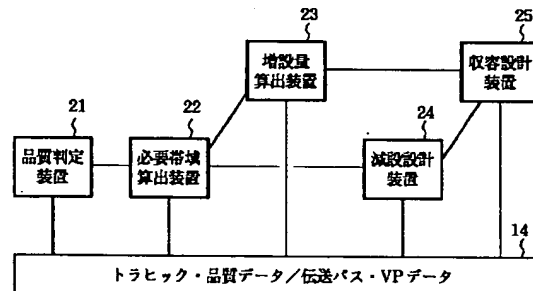 23
増設量
算出装置
25
収容設計
装置
21
品質判定
装置
22
必要帯域
算出装置
24
減設設計
装置
14
トラヒック・品質データ/伝送パス・VPデータ